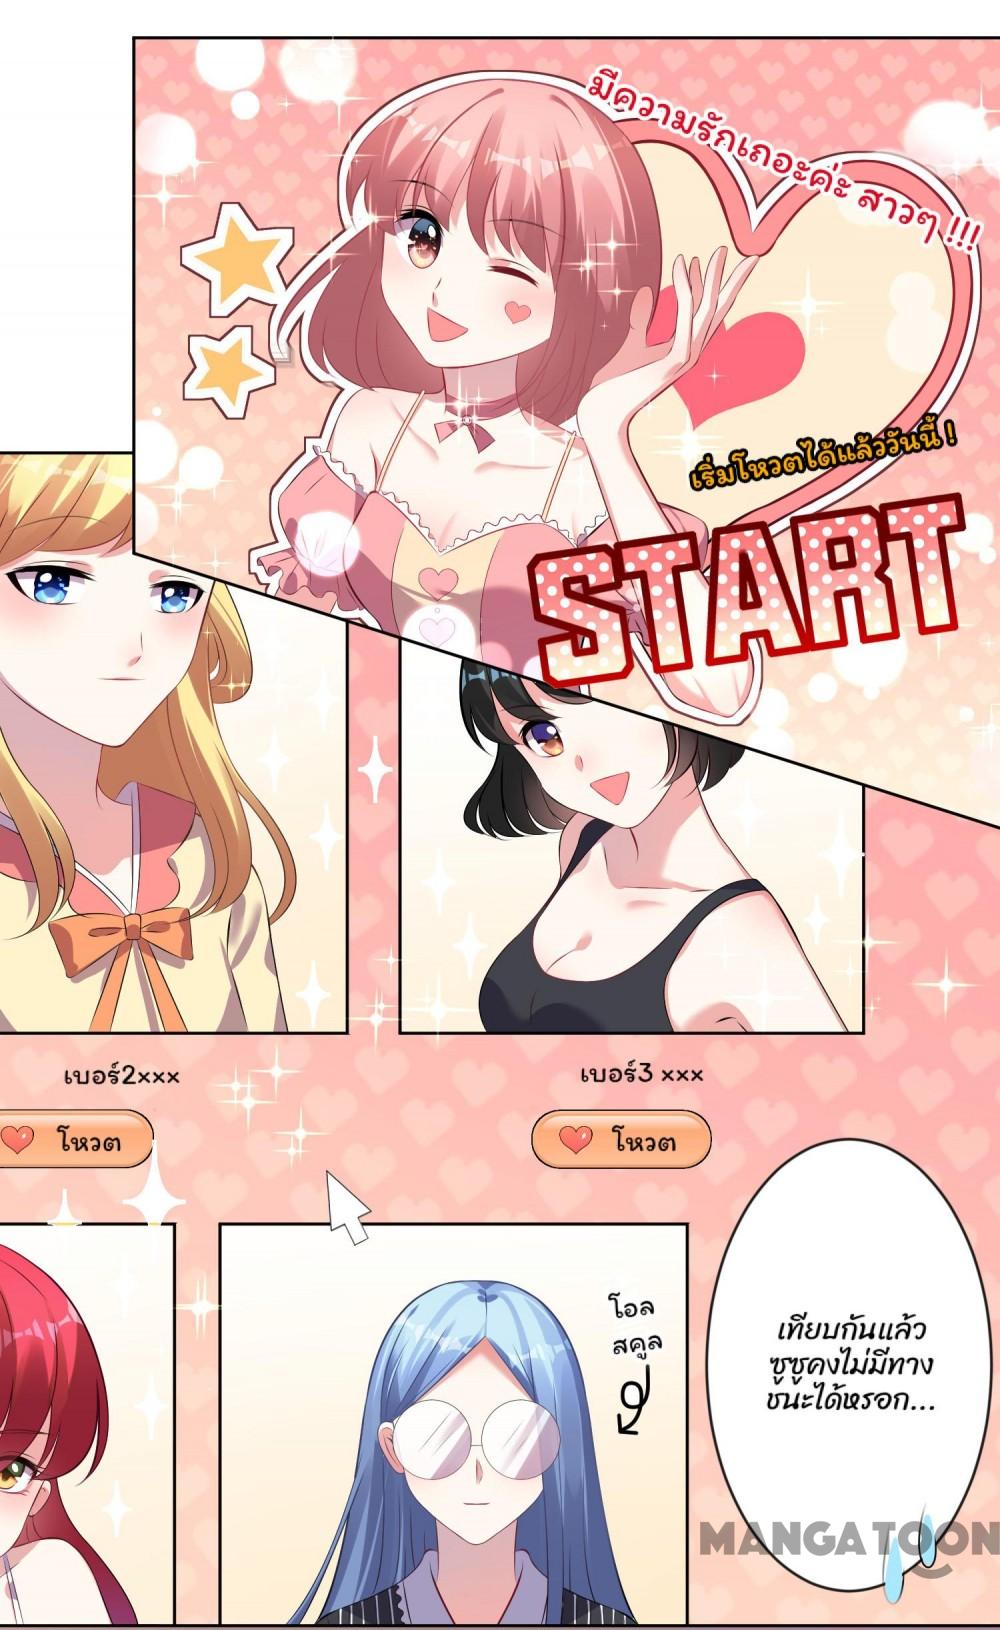 มีความรักเถอะค่ะ สาวๆ !!!
เริ่มโหวตได้แล้ววันนี้ !
START
เบอร์2×××
เบอร์3 ×××
โหวต
โหวต
โอล
สคูล
เทียบกันแล้ว
ซูซูคงไม่มีทาง
ชนะได้หรอก...
MANGATOON